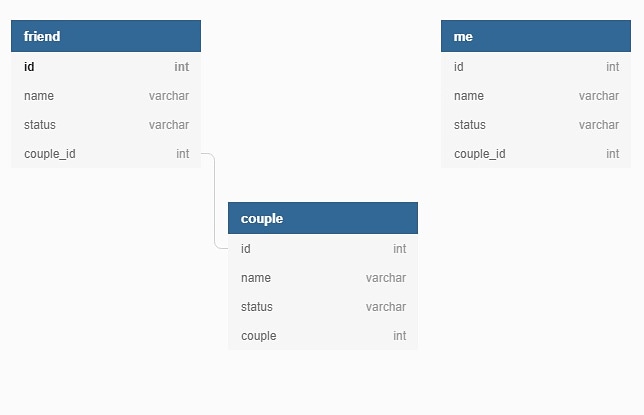 friend
id int
name varchar
status varchar
couple_id int
me
id int
name varchar
status varchar
couple_id int
couple
id int
name varchar
status varchar
couple int